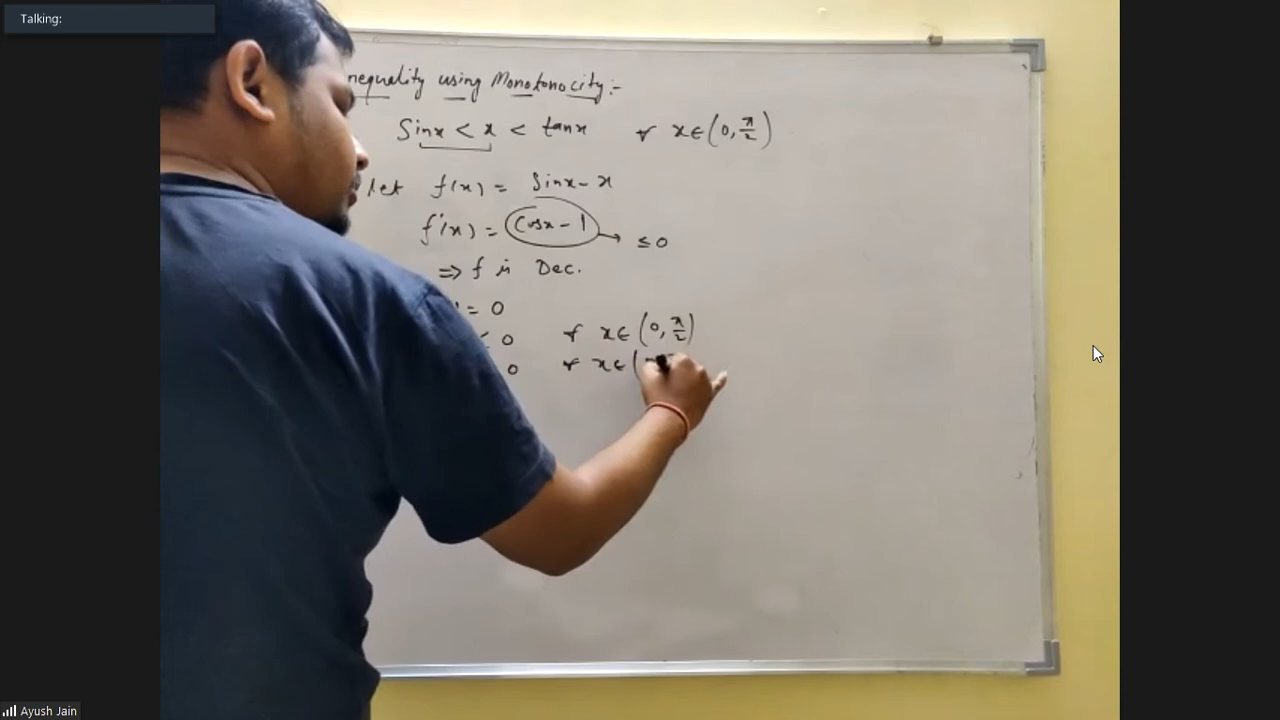 Talking:
nequality using Monotonocity :-
Sinx < x < tanx ∀ x∈(0, π/2)
let f(x) = Sinx - x
f'(x) = Cosx - 1 → ≤ 0
⇒ f is Dec.
= 0
< 0 ∀ x∈(0, π/2)
0 ∀ x∈(
Ayush Jain